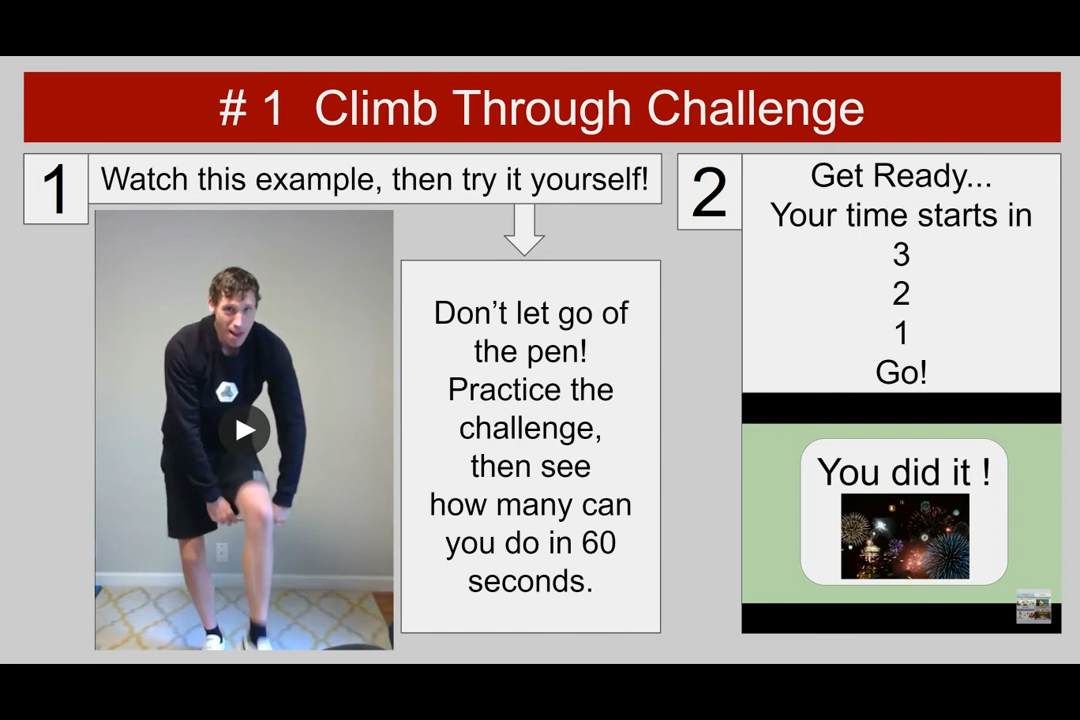 # 1 Climb Through Challenge
1
Watch this example, then try it yourself!
Don’t let go of
the pen!
Practice the
challenge,
then see
how many can
you do in 60
seconds.
2
Get Ready...
Your time starts in
3
2
1
Go!
You did it !